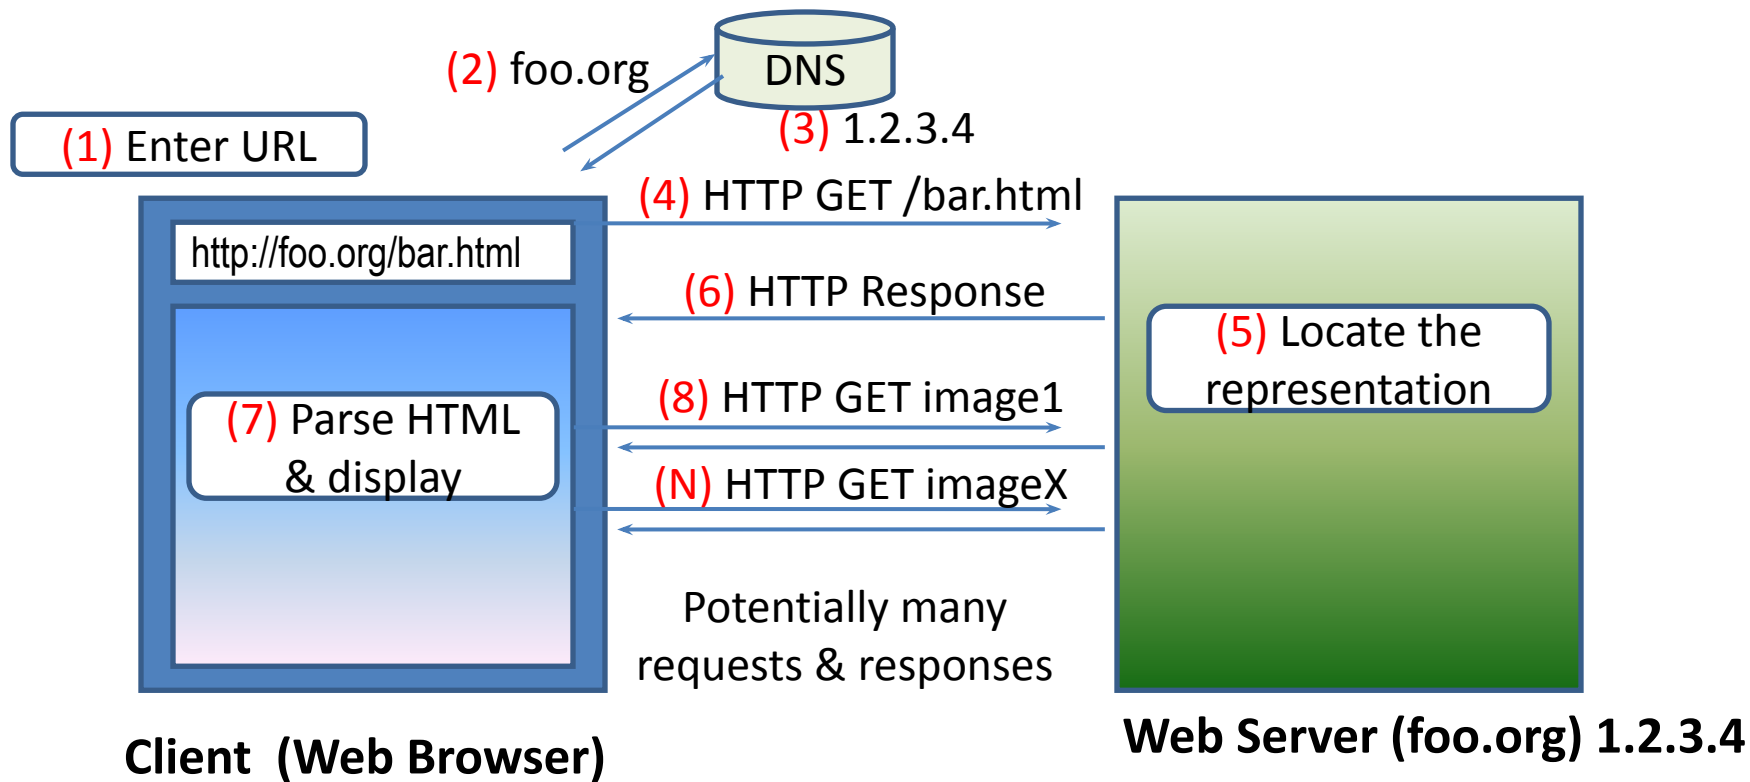 (2) foo.org
DNS
(3) 1.2.3.4
(1) Enter URL
(4) HTTP GET /bar.html
http://foo.org/bar.html
(6) HTTP Response
(5) Locate the
representation
(7) Parse HTML
& display
(8) HTTP GET image1
(N) HTTP GET imageX
Potentially many
requests & responses
Client (Web Browser)
Web Server (foo.org) 1.2.3.4